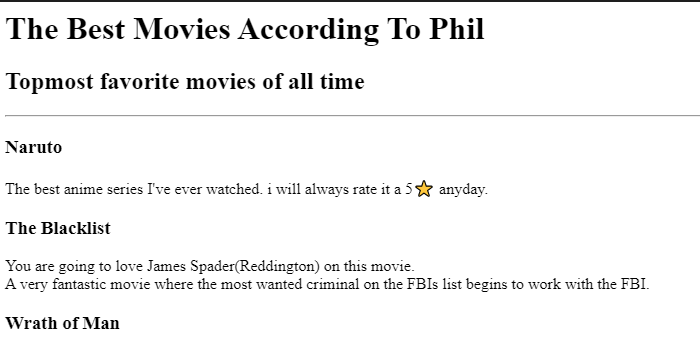 The Best Movies According To Phil
Topmost favorite movies of all time
Naruto
The best anime series I've ever watched. i will always rate it a 5⭐ anyday.
The Blacklist
You are going to love James Spader(Reddington) on this movie.
A very fantastic movie where the most wanted criminal on the FBIs list begins to work with the FBI.
Wrath of Man